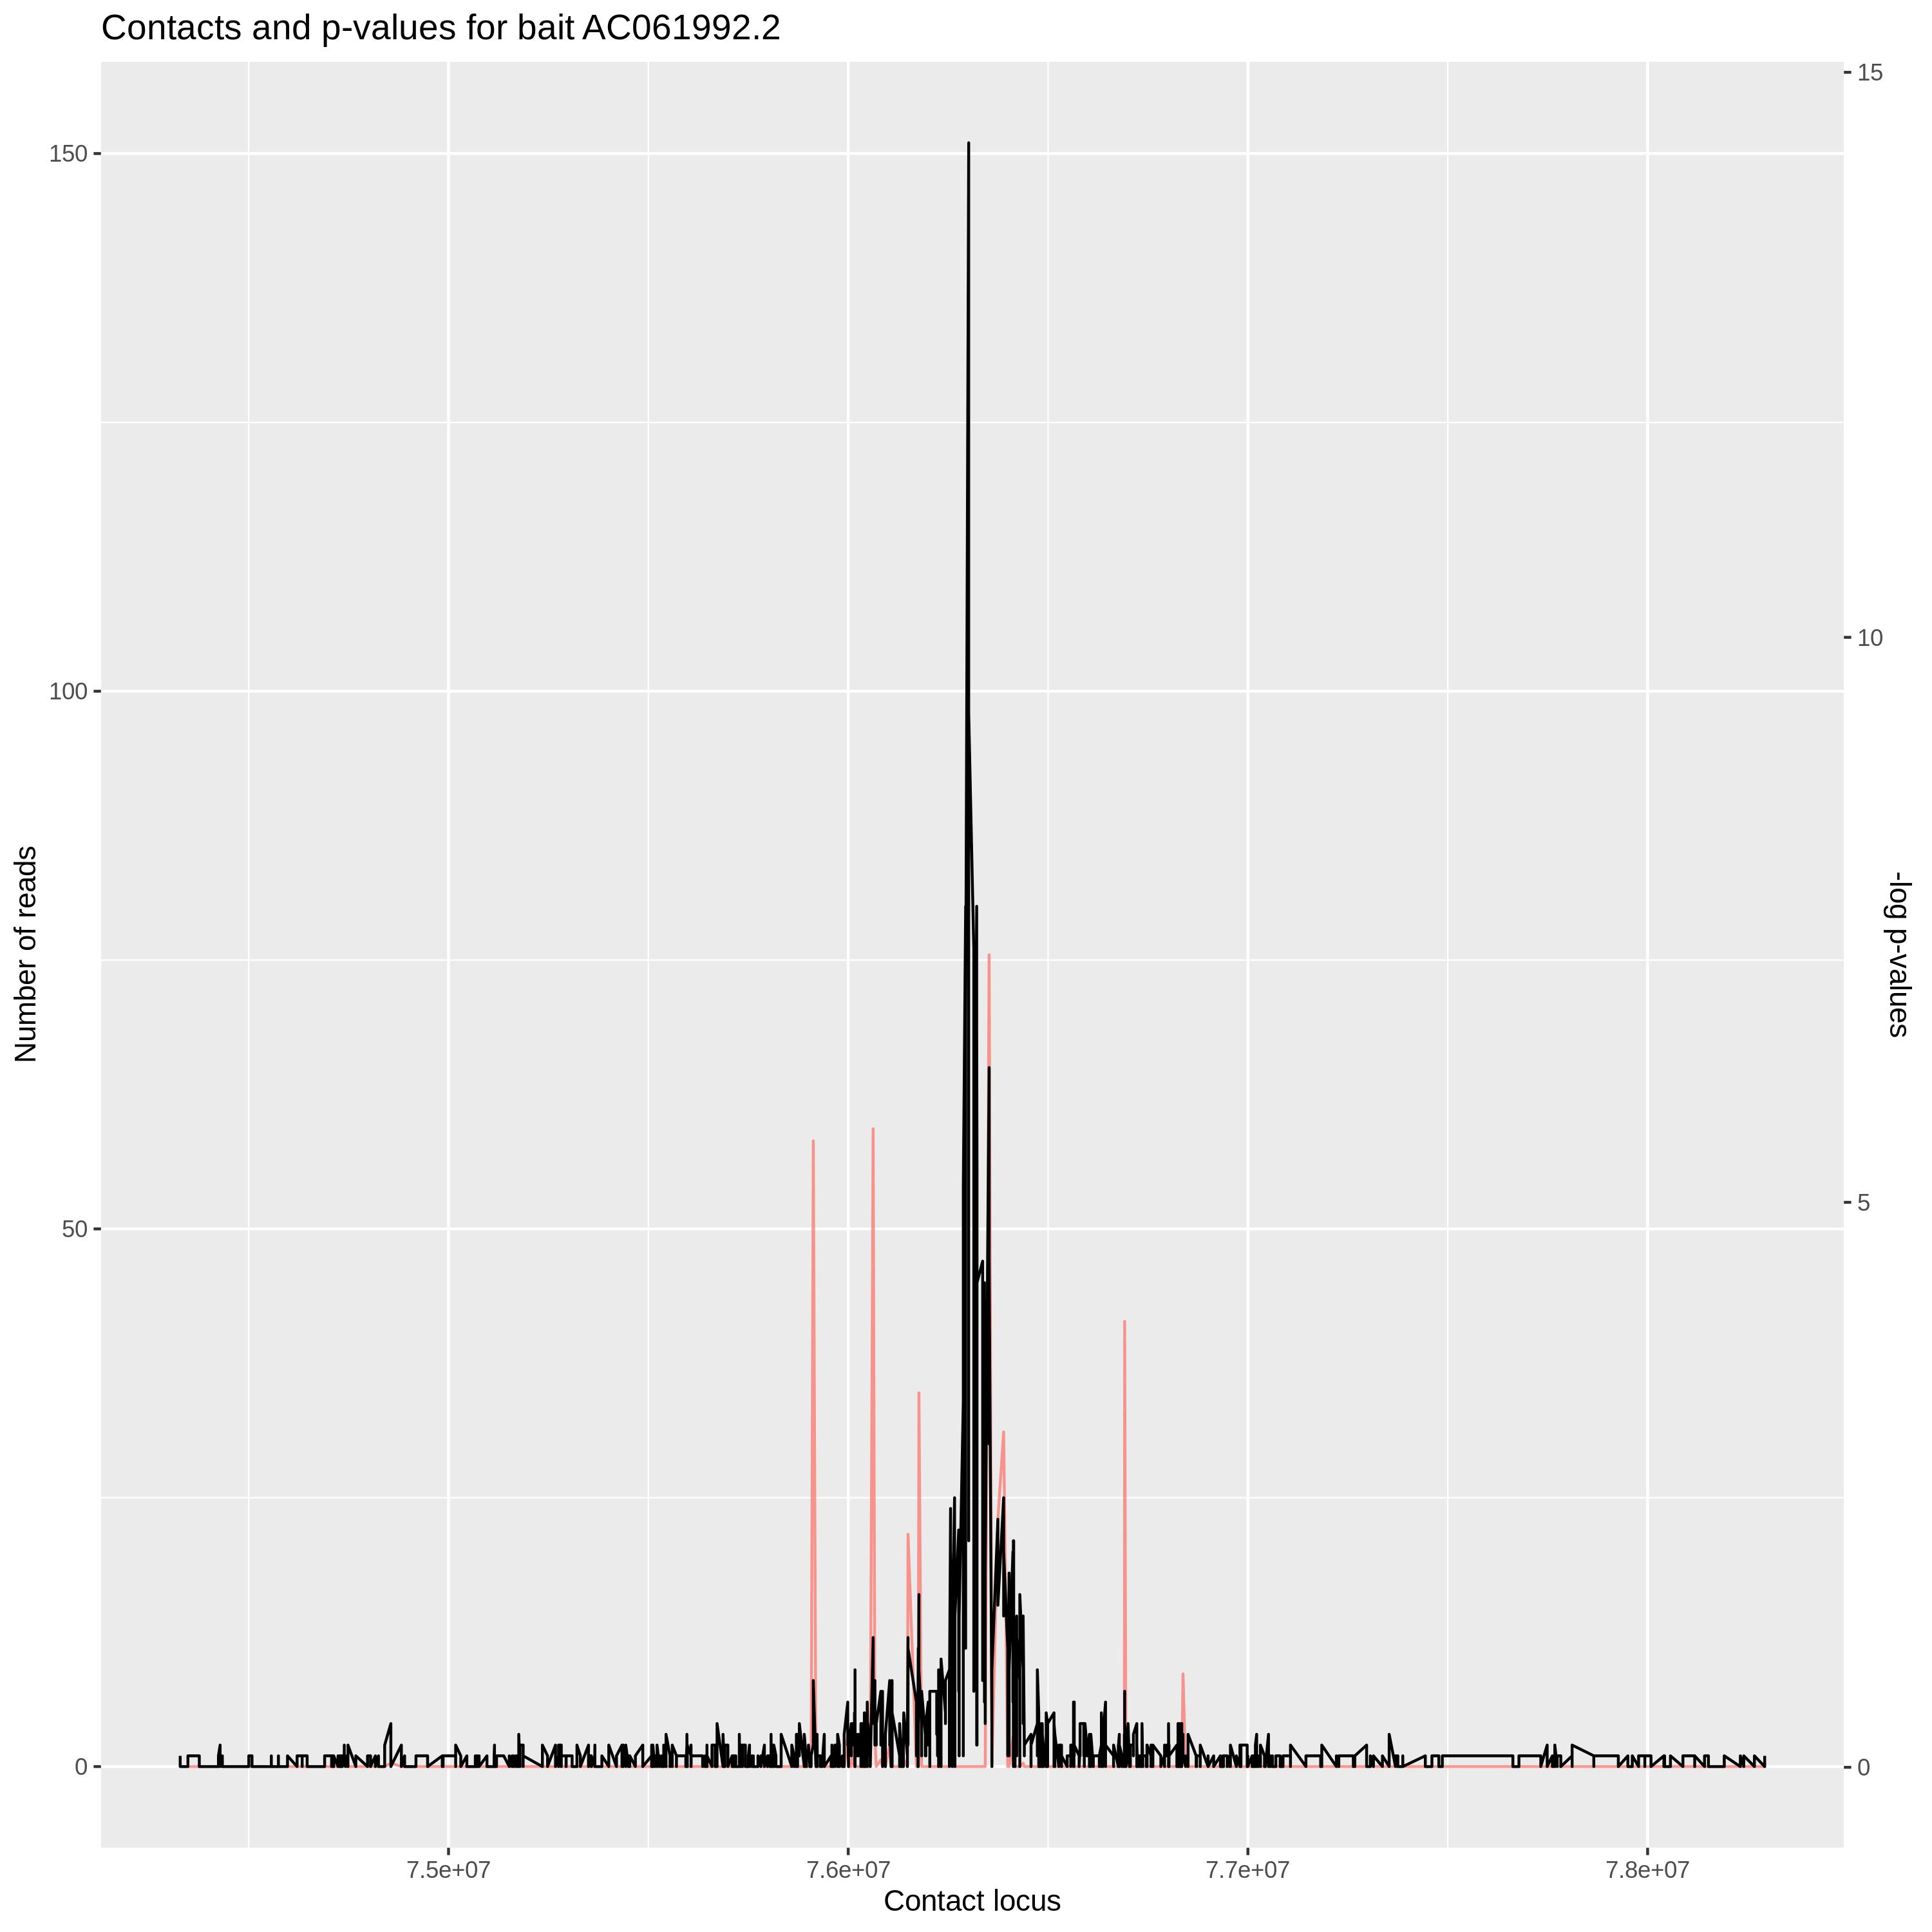 Contacts and p-values for bait AC061992.2
150
100
50
0
Number of reads
15
10
5
0
-log p-values
7.5e+07
7.6e+07
7.7e+07
7.8e+07
Contact locus